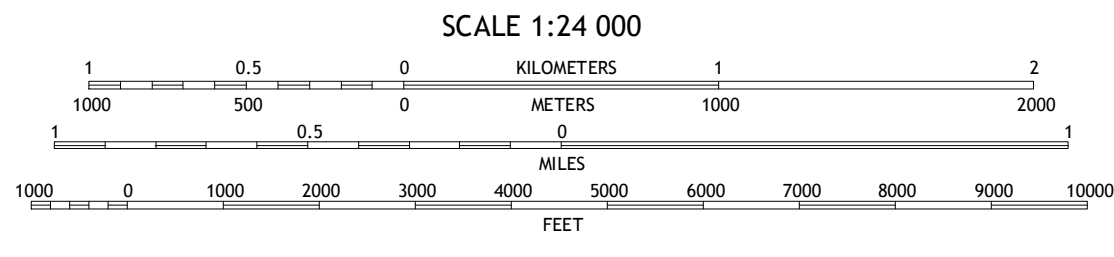 SCALE 1:24 000
1 0.5 0 KILOMETERS 1 2
1000 500 0 METERS 1000 2000
1 0.5 0 1
MILES
1000 0 1000 2000 3000 4000 5000 6000 7000 8000 9000 10000
FEET